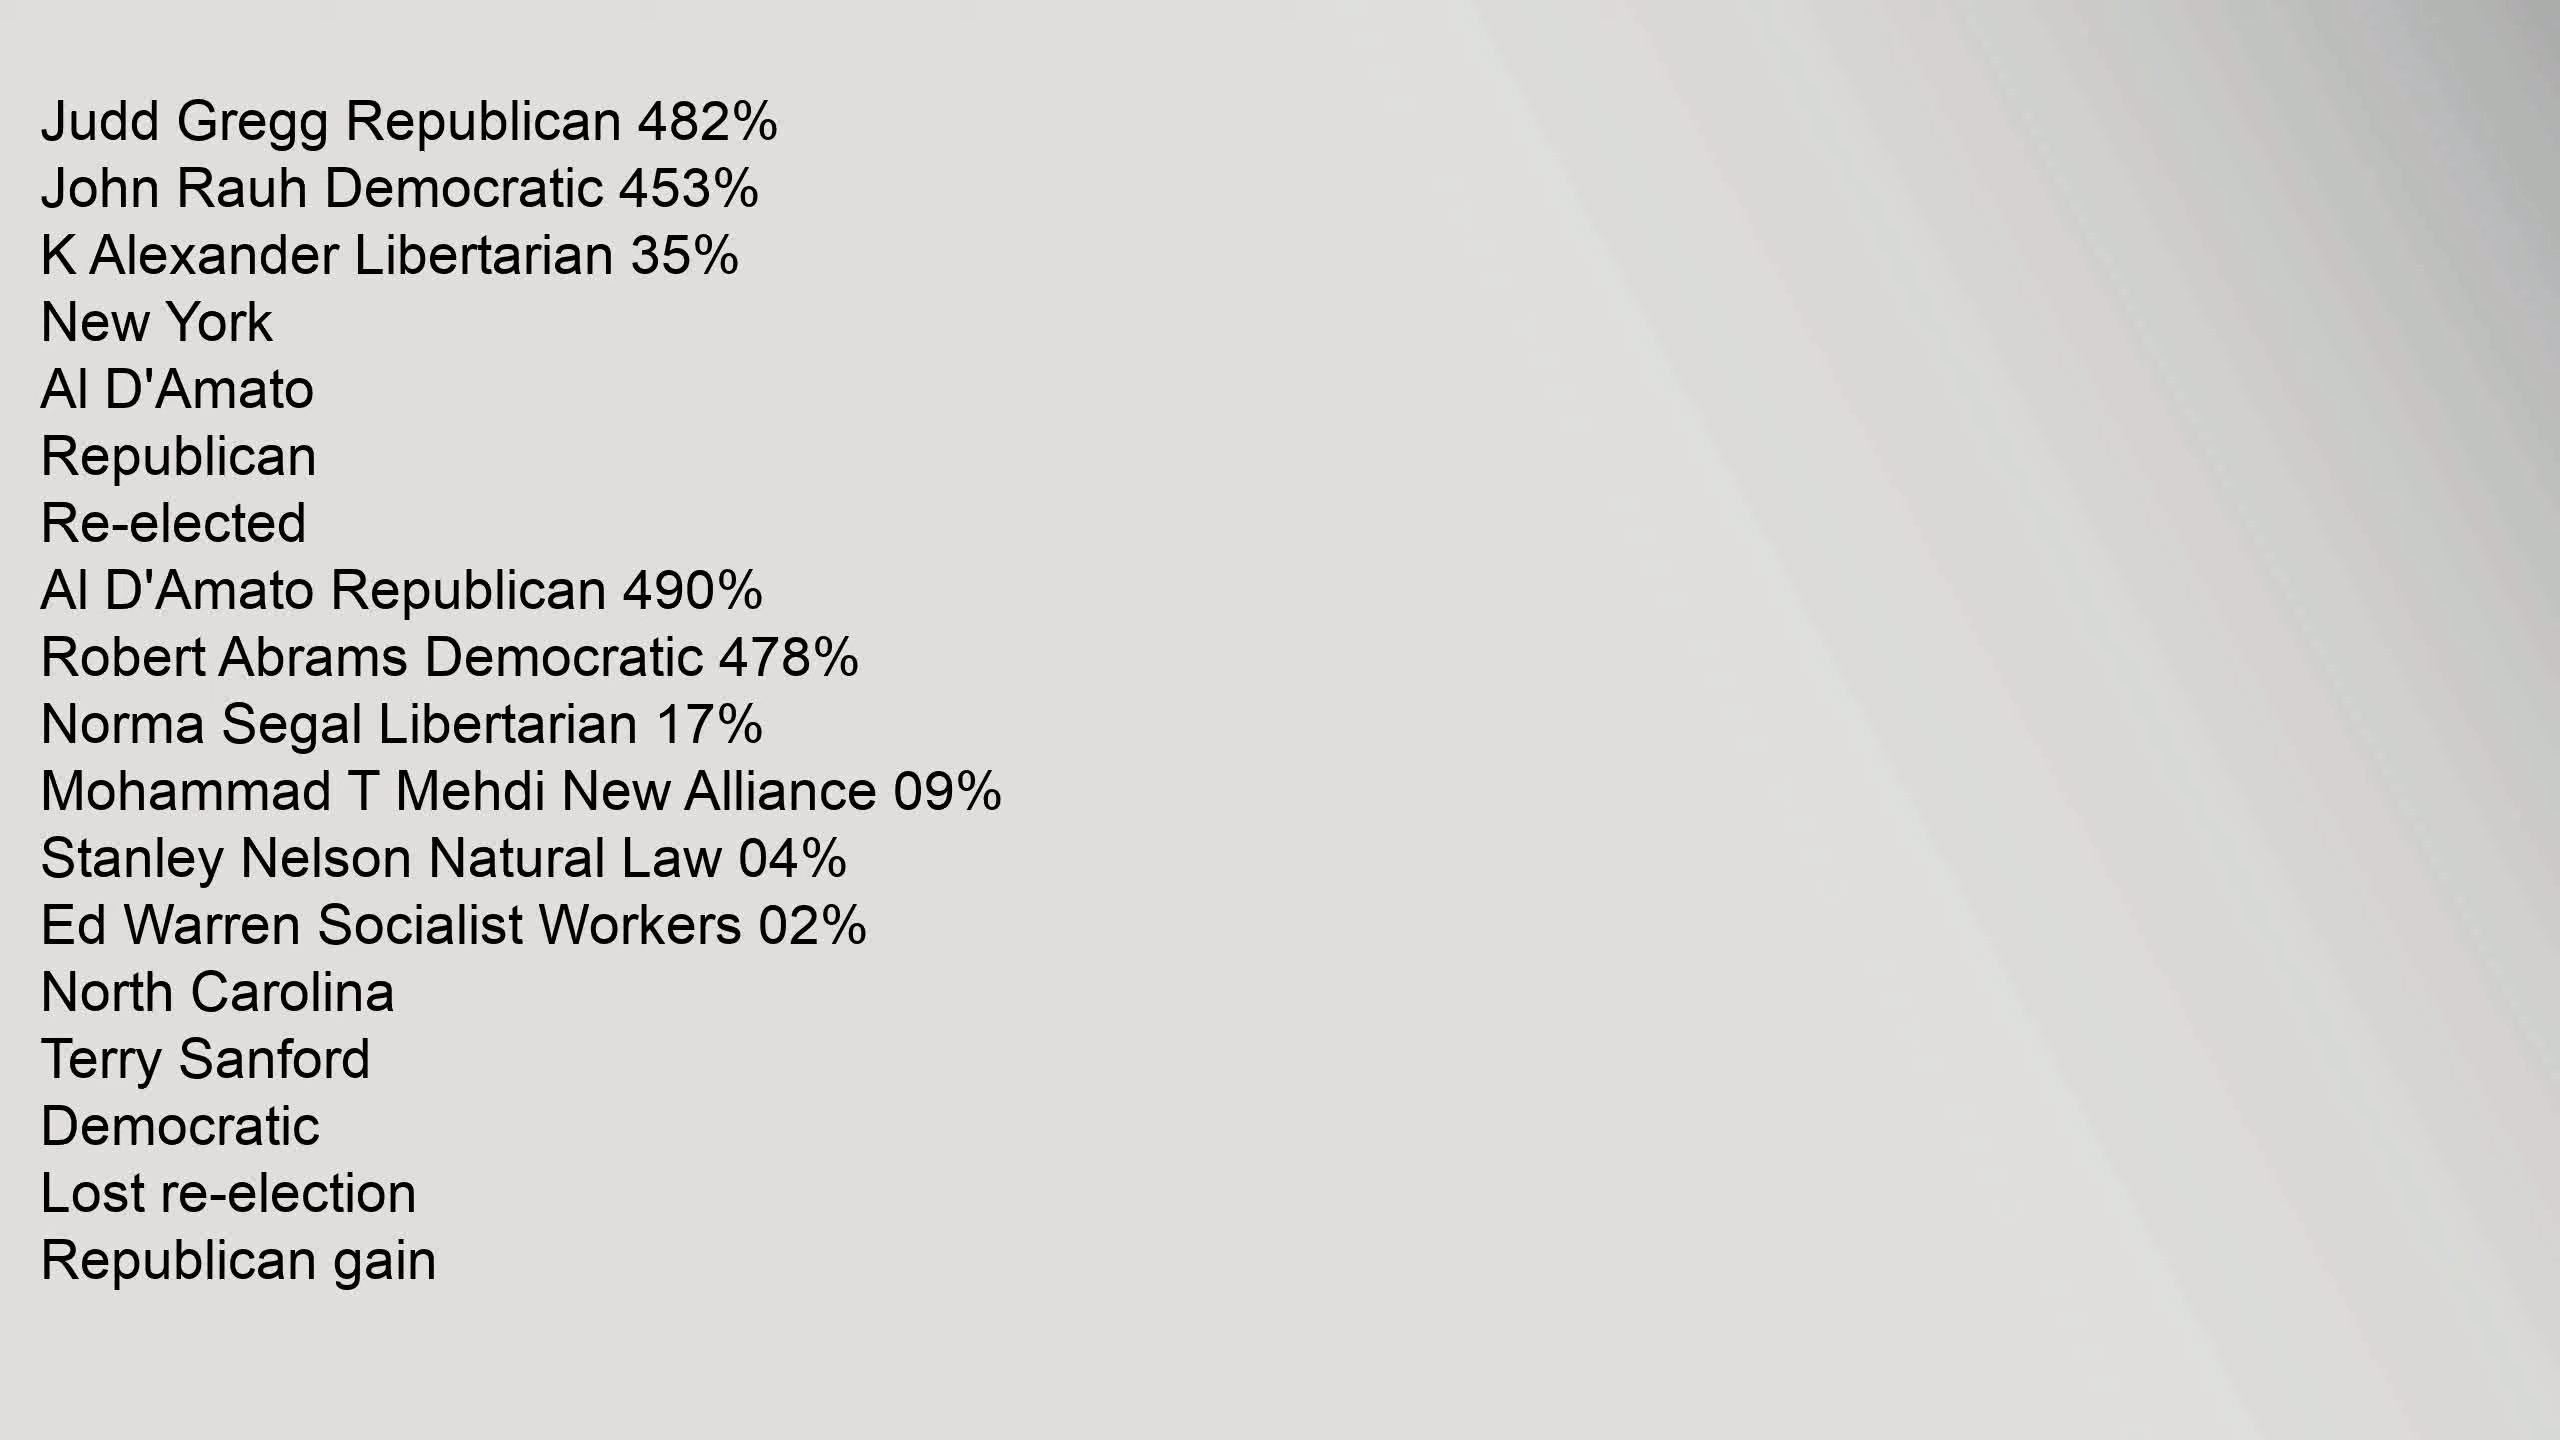 Judd Gregg Republican 482%
John Rauh Democratic 453%
K Alexander Libertarian 35%
New York
Al D'Amato
Republican
Re-elected
Al D'Amato Republican 490%
Robert Abrams Democratic 478%
Norma Segal Libertarian 17%
Mohammad T Mehdi New Alliance 09%
Stanley Nelson Natural Law 04%
Ed Warren Socialist Workers 02%
North Carolina
Terry Sanford
Democratic
Lost re-election
Republican gain